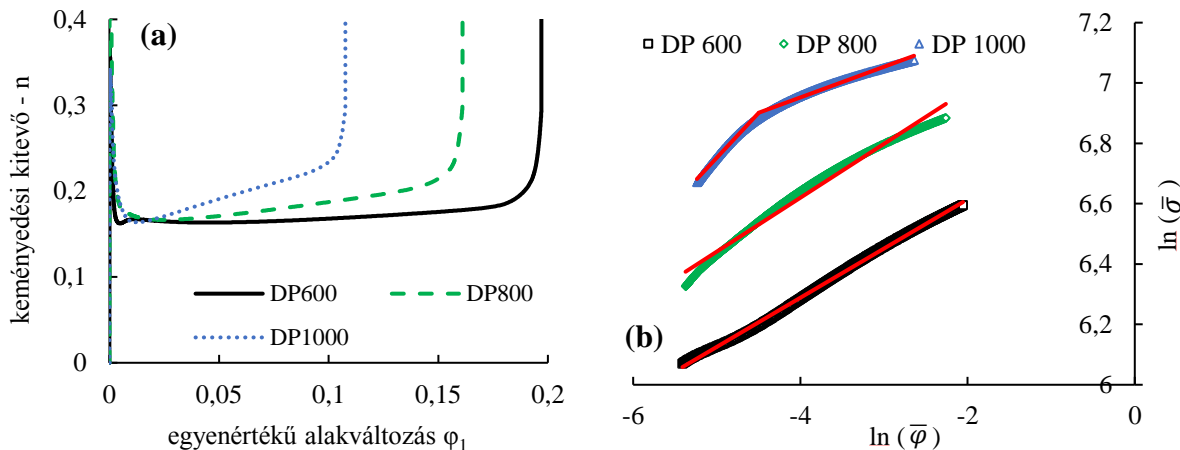 (a)
0,4
0,3
0,2
0,1
0
keményedési kitevő - n
DP600
DP800
DP1000
0
0,05
0,1
0,15
0,2
egyenértékű alakváltozás φ₁
DP 600
DP 800
DP 1000
7,2
7
6,8
6,6
6,4
6,2
6
ln (σ̅)
(b)
-6
-4
-2
0
ln (φ̅)